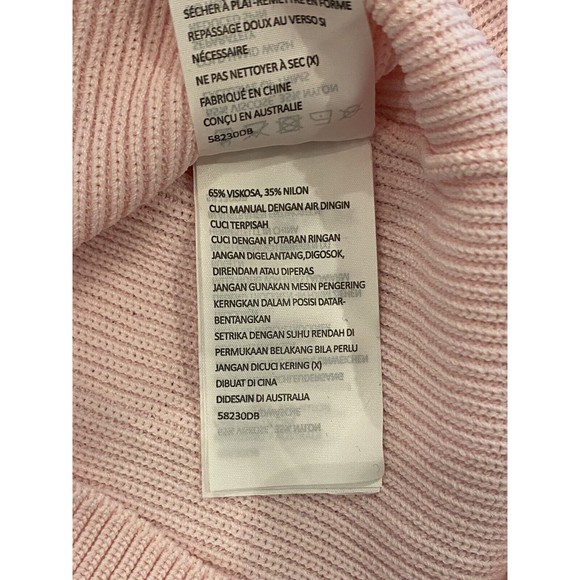 SÉCHER À PLAT-REMETTRE EN FORME
REPASSAGE DOUX AU VERSO SI
NÉCESSAIRE
NE PAS NETTOYER À SEC (X)
FABRIQUÉ EN CHINE
CONÇU EN AUSTRALIE
58230DB
65% VISKOSA, 35% NILON
CUCI MANUAL DENGAN AIR DINGIN
CUCI TERPISAH
CUCI DENGAN PUTARAN RINGAN
JANGAN DIGELANTANG,DIGOSOK,
DIRENDAM ATAU DIPERAS
JANGAN GUNAKAN MESIN PENGERING
KERNGKAN DALAM POSISI DATAR-
BENTANGKAN
SETRIKA DENGAN SUHU RENDAH DI
PERMUKAAN BELAKANG BILA PERLU
JANGAN DICUCI KERING (X)
DIBUAT DI CINA
DIDESAIN DI AUSTRALIA
58230DB